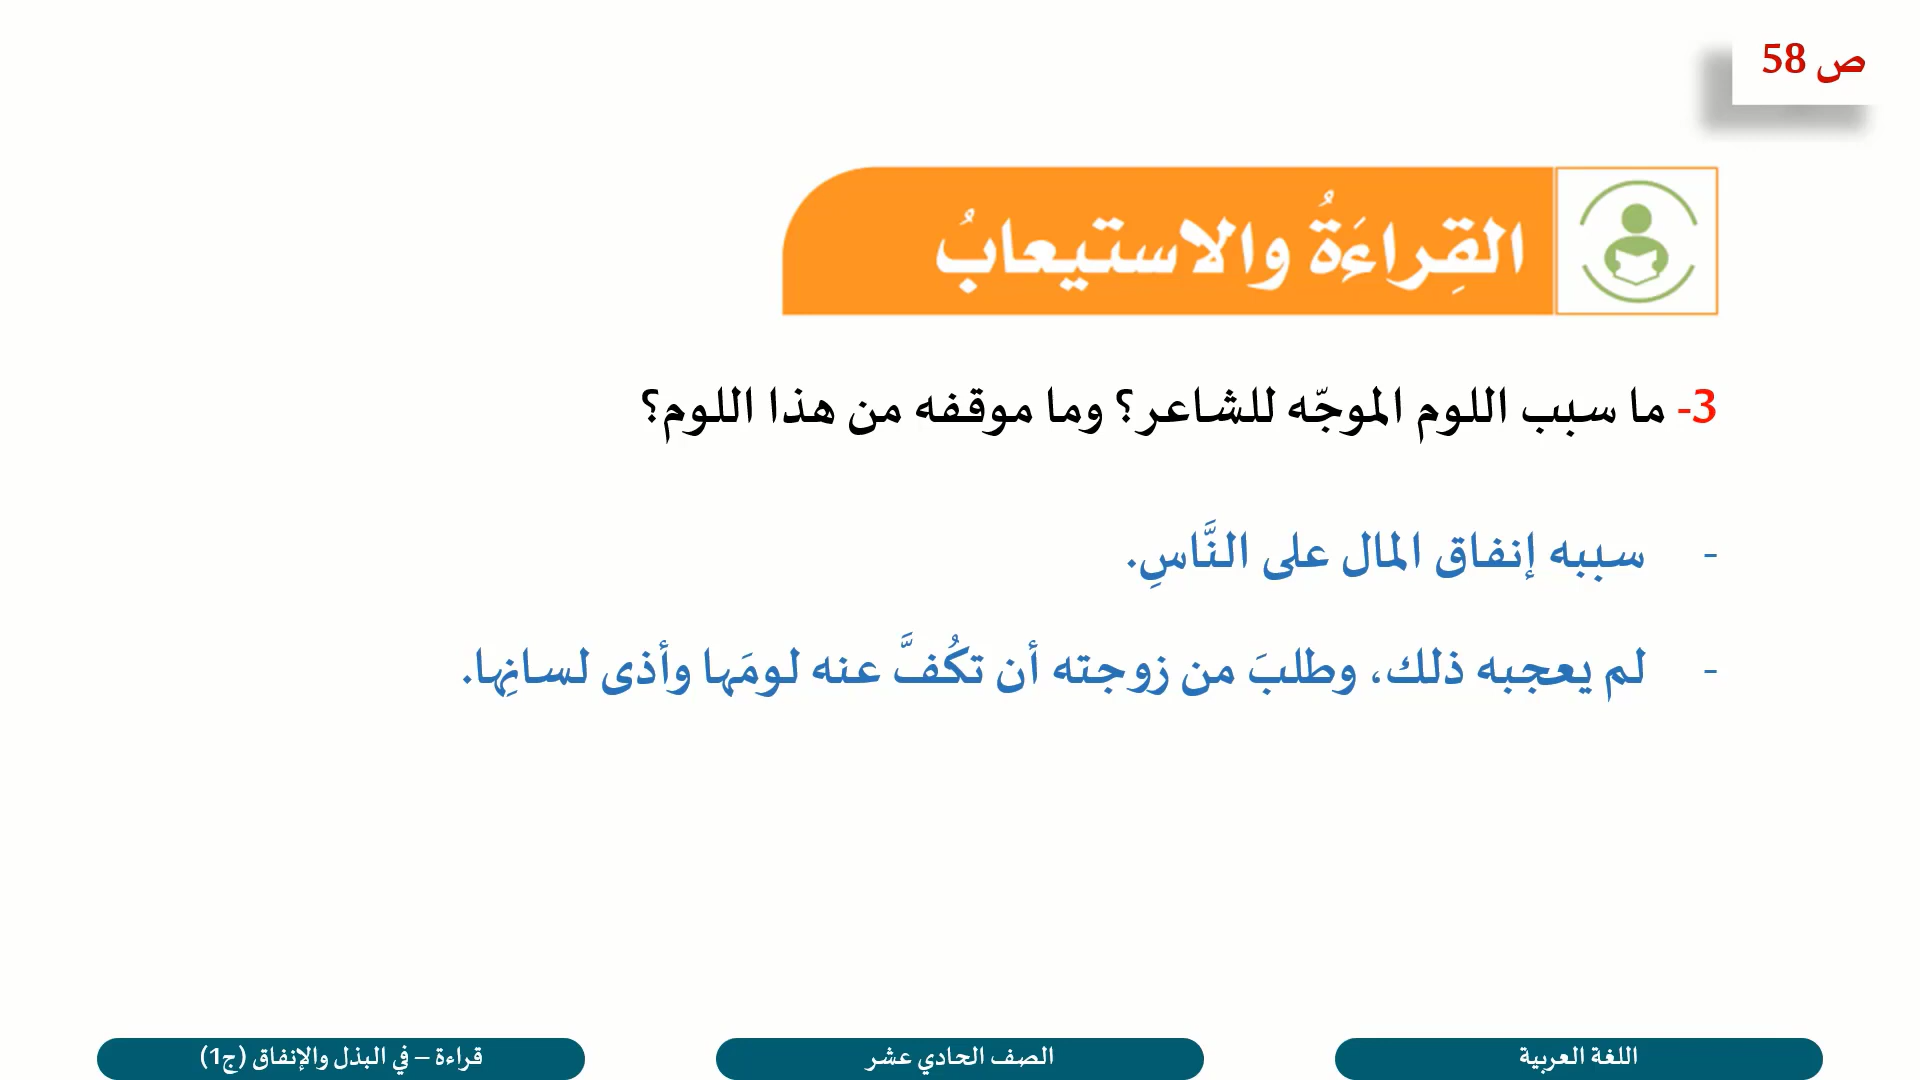 ص 58
القِراءَةُ والاستيعابُ
3- ما سبب اللوم الموجّه للشاعر؟ وما موقفه من هذا اللوم؟
- سببه إنفاق المال على النَّاسِ.
- لم يعجبه ذلك، وطلبَ من زوجته أن تكُفَّ عنه لومَها وأذى لسانِها.
اللغة العربية
الصف الحادي عشر
قراءة – في البذل والإنفاق (ج1)